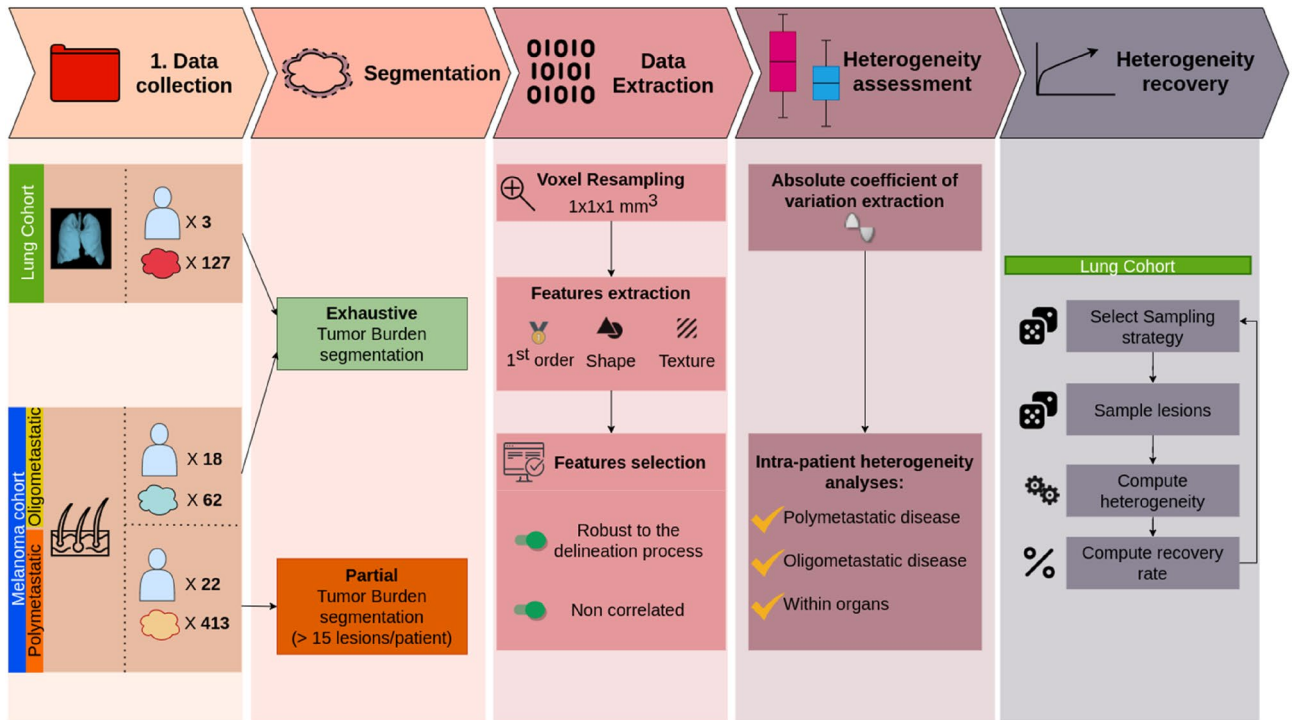 1. Data
collection
Segmentation
01010
10101
01010
Data
Extraction
Heterogeneity
assessment
Heterogeneity
recovery
Lung Cohort
X 3
X 127
Melanoma cohort
Oligometastatic
X 18
X 62
Polymetastatic
X 22
X 413
Exhaustive
Tumor Burden
segmentation
Partial
Tumor Burden
segmentation
(> 15 lesions/patient)
Voxel Resampling
1x1x1 mm³
Features extraction
1st order
Shape
Texture
Features selection
Robust to the
delineation process
Non correlated
Absolute coefficient of
variation extraction
Intra-patient heterogeneity
analyses:
Polymetastatic disease
Oligometastatic disease
Within organs
Lung Cohort
Select Sampling
strategy
Sample lesions
Compute
heterogeneity
%
Compute recovery
rate